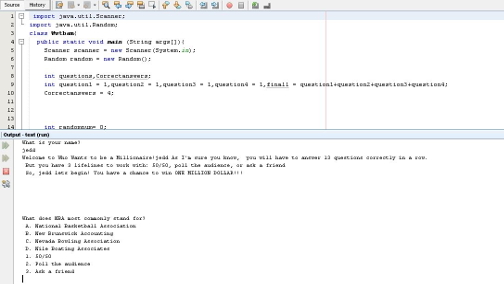 Source History
1 import java.util.Scanner;
2 import java.util.Random;
3 class Wwtbam{
4 public static void main (String args[]){
5 Scanner scanner = new Scanner(System.in);
6 Random random = new Random();
7
8 int questions,Correctanswers;
9 int question1 = 1,question2 = 1,question3 = 1,question4 = 1,finall = question1+question2+question3+question4;
10 Correctanswers = 4;
11
14 int randomnum= 0;
Output - test (run)
What is your name?
jedd
Welcome to Who Wants to be a Millionaire!jedd As I'm sure you know, you will have to answer 13 questions correctly in a row.
But you have 3 lifelines to work with: 50/50, poll the audience, or ask a friend
So, jedd lets begin! You have a chance to win ONE MILLION DOLLAR!!!
What does NBA most commonly stand for?
A. National Basketball Association
B. New Brunswick Accounting
C. Nevada Bowling Association
D. Nile Boating Associates
1. 50/50
2. Poll the audience
3. Ask a friend